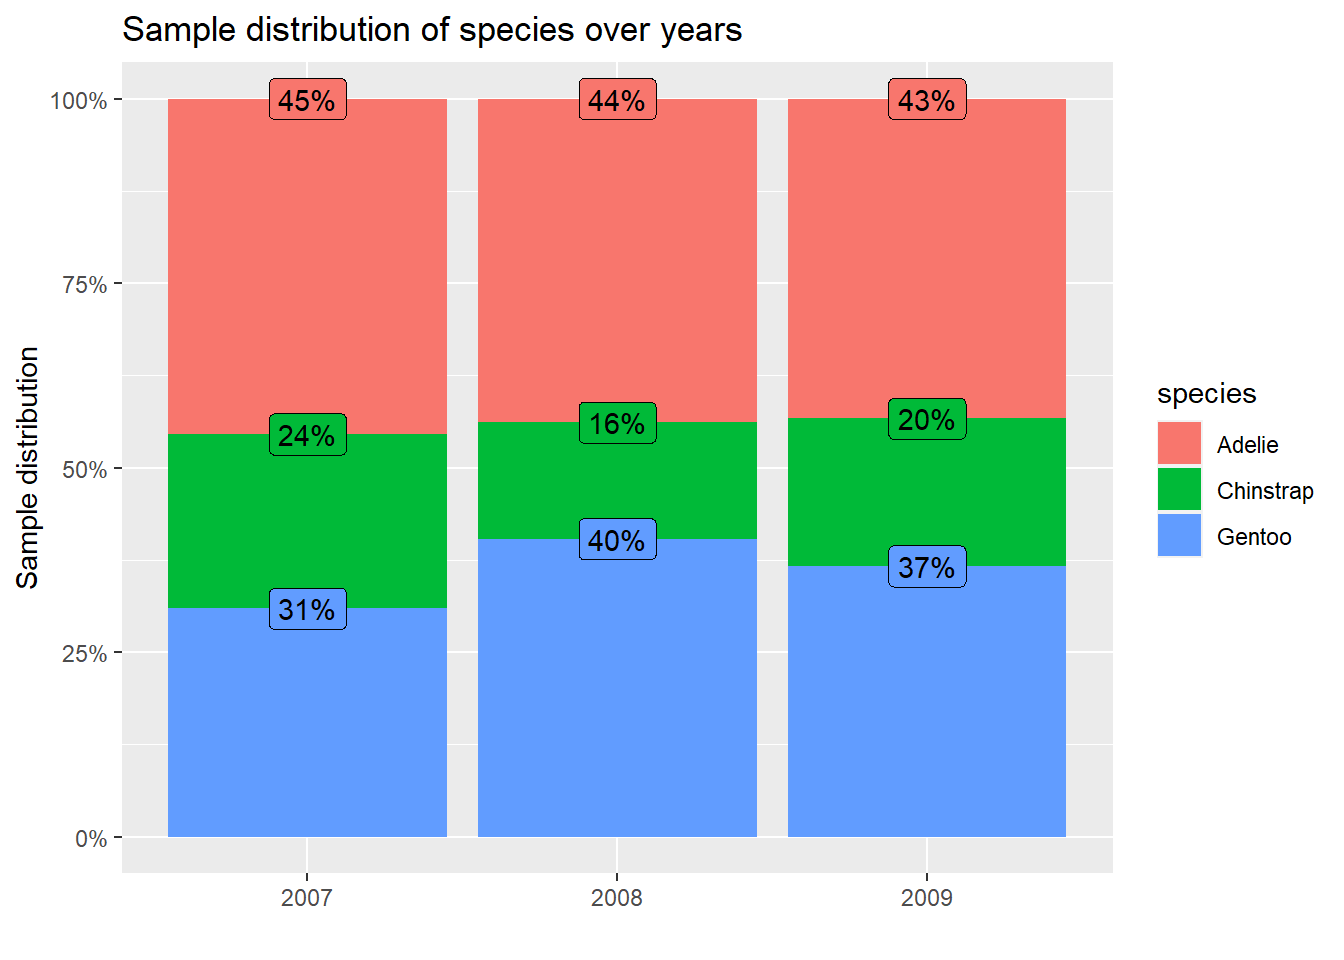 Sample distribution of species over years
Sample distribution
100%
75%
50%
25%
0%
45%
44%
43%
24%
16%
20%
31%
40%
37%
2007
2008
2009
species
Adelie
Chinstrap
Gentoo